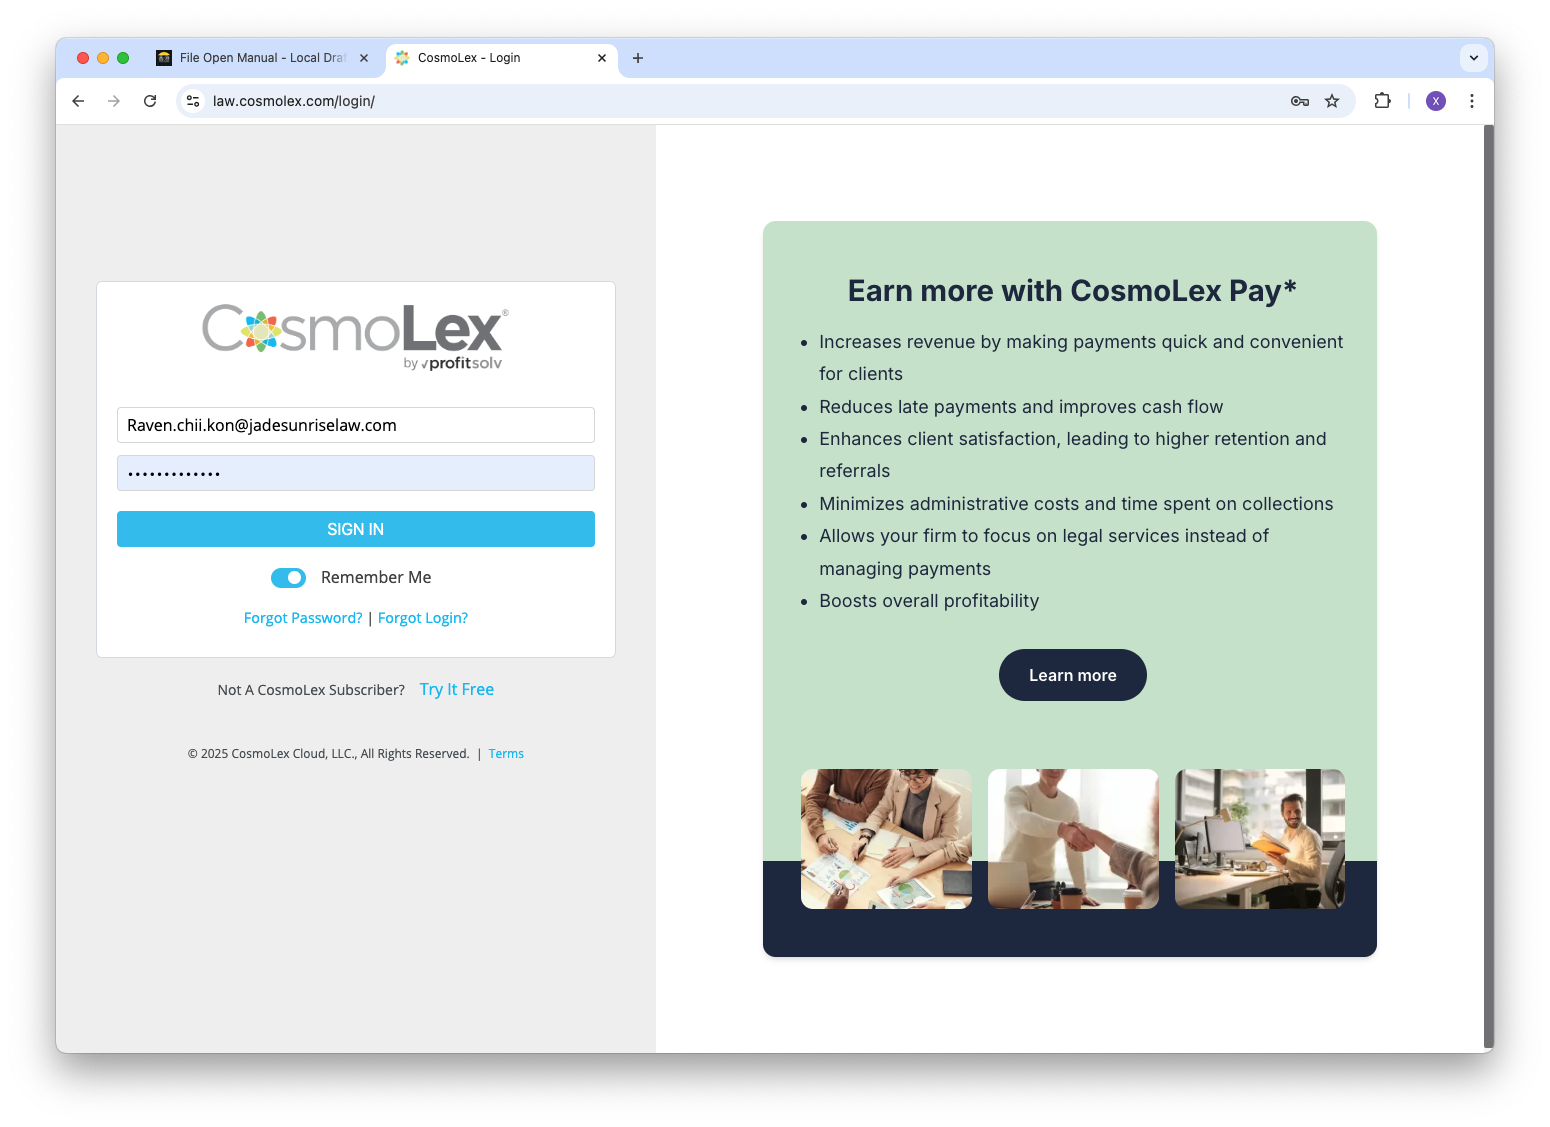 File Open Manual - Local Dra
CosmoLex - Login
law.cosmolex.com/login/
X
CosmoLex®
by profitsolv
Raven.chii.kon@jadesunriselaw.com
•••••••••••••
SIGN IN
Remember Me
Forgot Password? | Forgot Login?
Not A CosmoLex Subscriber? Try It Free
© 2025 CosmoLex Cloud, LLC., All Rights Reserved. | Terms
Earn more with CosmoLex Pay*
• Increases revenue by making payments quick and convenient
for clients
• Reduces late payments and improves cash flow
• Enhances client satisfaction, leading to higher retention and
referrals
• Minimizes administrative costs and time spent on collections
• Allows your firm to focus on legal services instead of
managing payments
• Boosts overall profitability
Learn more